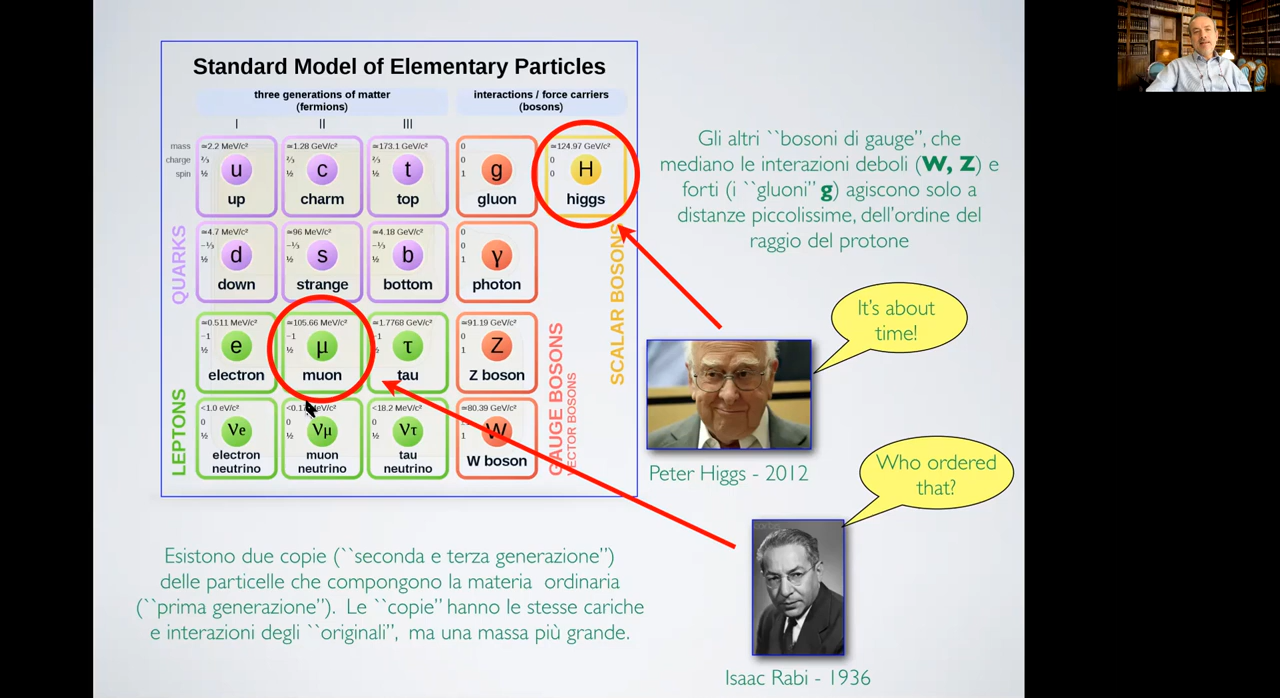 Standard Model of Elementary Particles
three generations of matter
(fermions)
interactions / force carriers
(bosons)
I II III
mass
charge
spin
≃2.2 MeV/c²
⅔
½
u
up
≃1.28 GeV/c²
⅔
½
c
charm
≃173.1 GeV/c²
⅔
½
t
top
0
0
1
g
gluon
≃124.97 GeV/c²
0
0
H
higgs
QUARKS
≃4.7 MeV/c²
−⅓
½
d
down
≃96 MeV/c²
−⅓
½
s
strange
≃4.18 GeV/c²
−⅓
½
b
bottom
0
0
1
γ
photon
SCALAR BOSONS
LEPTONS
≃0.511 MeV/c²
−1
½
e
electron
≃105.66 MeV/c²
−1
½
μ
muon
≃1.7768 GeV/c²
−1
½
τ
tau
≃91.19 GeV/c²
0
1
Z
Z boson
GAUGE BOSONS
VECTOR BOSONS
<1.0 eV/c²
0
½
νe
electron
neutrino
0
½
νμ
muon
neutrino
<18.2 MeV/c²
0
½
ντ
tau
neutrino
≃80.39 GeV/c²
1
W
W boson
Gli altri ``bosoni di gauge'', che
mediano le interazioni deboli (W, Z) e
forti (i ``gluoni'' g) agiscono solo a
distanze piccolissime, dell'ordine del
raggio del protone
It's about
time!
Peter Higgs - 2012
Who ordered
that?
Isaac Rabi - 1936
Esistono due copie (``seconda e terza generazione'')
delle particelle che compongono la materia ordinaria
(``prima generazione''). Le ``copie'' hanno le stesse cariche
e interazioni degli ``originali'', ma una massa più grande.